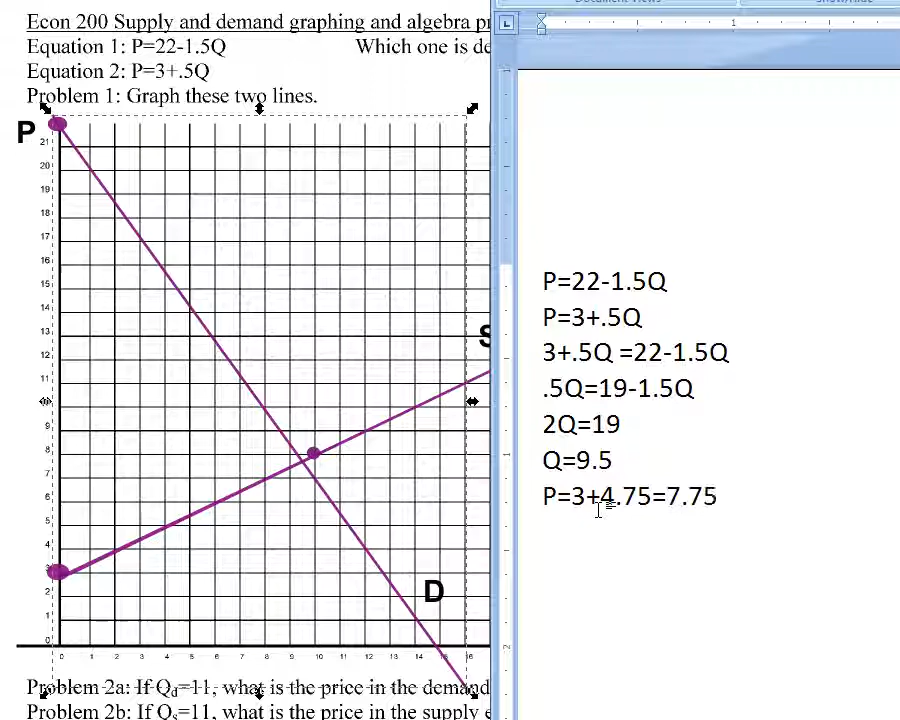 Econ 200 Supply and demand graphing and algebra
Equation 1: P=22-1.5Q Which one is
Equation 2: P=3+.5Q
Problem 1: Graph these two lines.
P
21
20
19
18
17
16
15
14
13
12
11
10
9
8
7
6
5
4
3
2
1
0
S
D
0 1 2 3 4 5 6 7 8 9 10 11 12 13 14 15 16
Problem 2a: If Qd=11, what is the price in the demand
Problem 2b: If Qs=11, what is the price in the supply
1
1
2
P=22-1.5Q
P=3+.5Q
3+.5Q =22-1.5Q
.5Q=19-1.5Q
2Q=19
Q=9.5
P=3+4.75=7.75